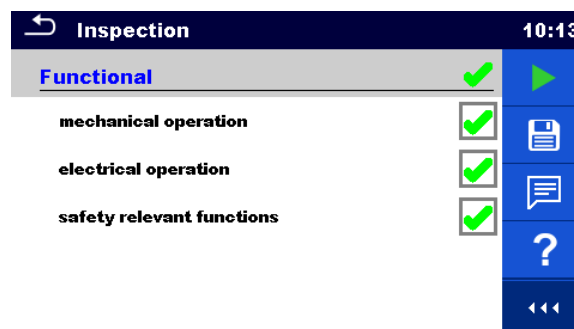 Inspection 10:13
Functional
mechanical operation
electrical operation
safety relevant functions
?